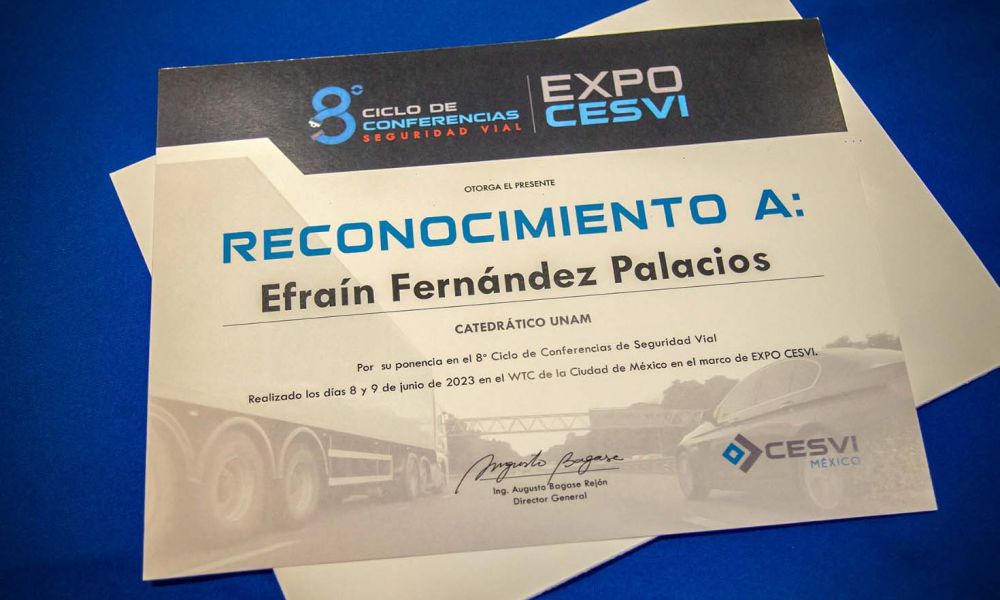 8°
CICLO DE
CONFERENCIAS
SEGURIDAD VIAL
EXPO
CESVI
OTORGA EL PRESENTE
RECONOCIMIENTO A:
Efraín Fernández Palacios
CATEDRÁTICO UNAM
Por su ponencia en el 8° Ciclo de Conferencias de Seguridad Vial
Realizado los días 8 y 9 de junio de 2023 en el WTC de la Ciudad de México en el marco de EXPO CESVI.
Augusto Bagase
Ing. Augusto Bagase Rejón
Director General
CESVI
MÉXICO